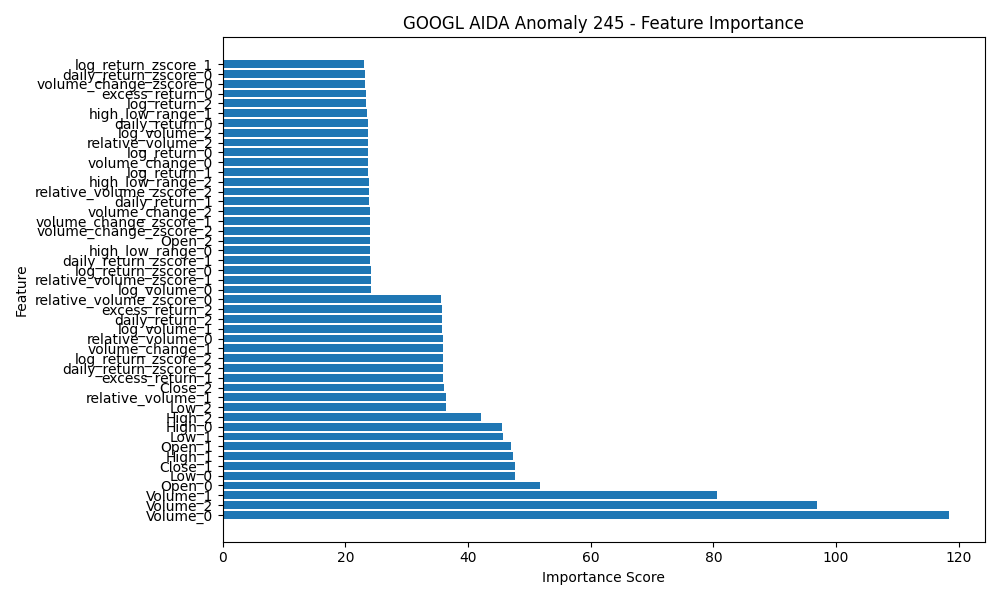 GOOGL AIDA Anomaly 245 - Feature Importance
log_return_zscore_1
daily_return_zscore_0
volume_change_zscore_0
excess_return_0
log_return_2
high_low_range_1
daily_return_0
log_volume_2
relative_volume_2
log_return_0
volume_change_0
log_return_1
high_low_range_2
relative_volume_zscore_2
daily_return_1
volume_change_2
volume_change_zscore_1
volume_change_zscore_2
Open_2
high_low_range_0
daily_return_zscore_1
log_return_zscore_0
relative_volume_zscore_1
log_volume_0
relative_volume_zscore_0
excess_return_2
daily_return_2
log_volume_1
relative_volume_0
volume_change_1
log_return_zscore_2
daily_return_zscore_2
excess_return_1
Close_2
relative_volume_1
Low_2
High_2
High_0
Low_1
Open_1
High_1
Close_1
Low_0
Open_0
Volume_1
Volume_2
Volume_0
Feature
0 20 40 60 80 100 120
Importance Score